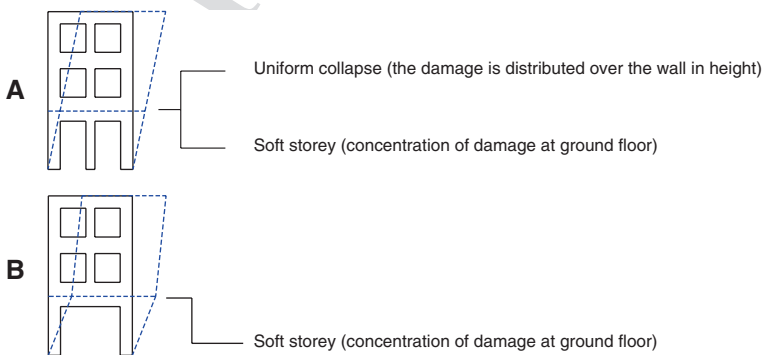 A
Uniform collapse (the damage is distributed over the wall in height)
Soft storey (concentration of damage at ground floor)
B
Soft storey (concentration of damage at ground floor)